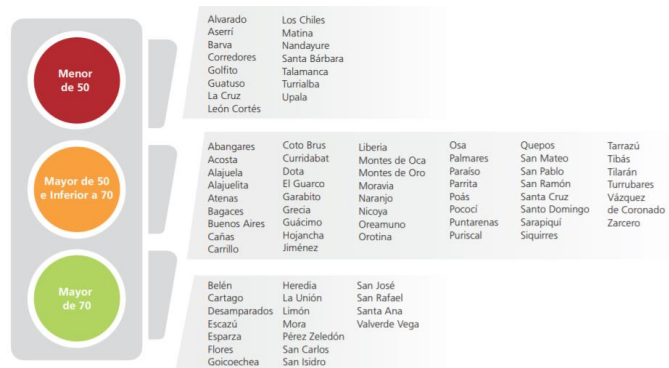 Menor
de 50
Alvarado
Aserrí
Barva
Corredores
Golfito
Guatuso
La Cruz
León Cortés
Los Chiles
Matina
Nandayure
Santa Bárbara
Talamanca
Turrialba
Upala
Mayor de 50
e Inferior a 70
Abangares
Acosta
Alajuela
Alajuelita
Atenas
Bagaces
Buenos Aires
Cañas
Carrillo
Coto Brus
Curridabat
Dota
El Guarco
Garabito
Grecia
Guácimo
Hojancha
Jiménez
Liberia
Montes de Oca
Montes de Oro
Moravia
Naranjo
Nicoya
Oreamuno
Orotina
Osa
Palmares
Paraíso
Parrita
Poás
Pococí
Puntarenas
Puriscal
Quepos
San Mateo
San Pablo
San Ramón
Santa Cruz
Santo Domingo
Sarapiquí
Siquirres
Tarrazú
Tibás
Tilarán
Turrubares
Vázquez
de Coronado
Zarcero
Mayor
de 70
Belén
Cartago
Desamparados
Escazú
Esparza
Flores
Goicoechea
Heredia
La Unión
Limón
Mora
Pérez Zeledón
San Carlos
San Isidro
San José
San Rafael
Santa Ana
Valverde Vega